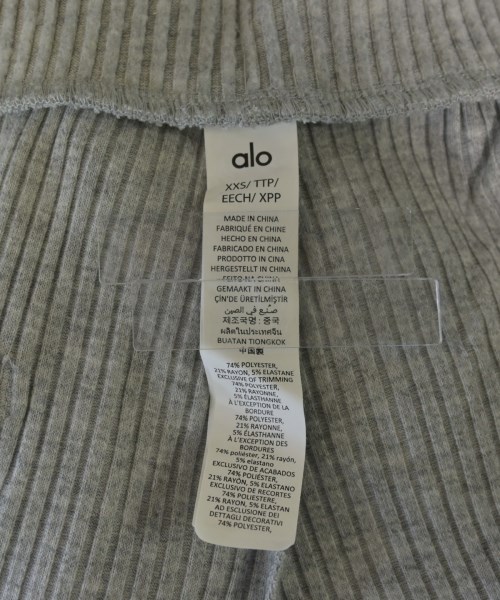 alo
XXS/ TTP/
EECH/ XPP
MADE IN CHINA
FABRIQUÉ EN CHINE
HECHO EN CHINA
FABRICADO EN CHINA
PRODOTTO IN CINA
HERGESTELLT IN CHINA
FEITO NA CHINA
GEMAAKT IN CHINA
ÇİN'DE ÜRETİLMİŞTİR
صنع في الصين
제조국명 : 중국
ผลิตในประเทศจีน
BUATAN TIONGKOK
中国製
74% POLYESTER,
21% RAYON, 5% ELASTANE
EXCLUSIVE OF TRIMMING
74% POLYESTER,
21% RAYONNE,
5% ÉLASTHANNE
À L'EXCEPTION DE LA
BORDURE
74% POLYESTER,
21% RAYONNE,
5% ÉLASTHANNE
À L'EXCEPTION DES
BORDURES
74% poliéster, 21% rayón,
5% elastano
EXCLUSIVO DE ACABADOS
74% POLIÉSTER,
21% RAYON, 5% ELASTANO
EXCLUSIVO DE RECORTES
74% POLIESTERE,
21% RAYON, 5% ELASTAN
AD ESCLUSIONE DEI
DETTAGLI DECORATIVI
74% POLYESTER,